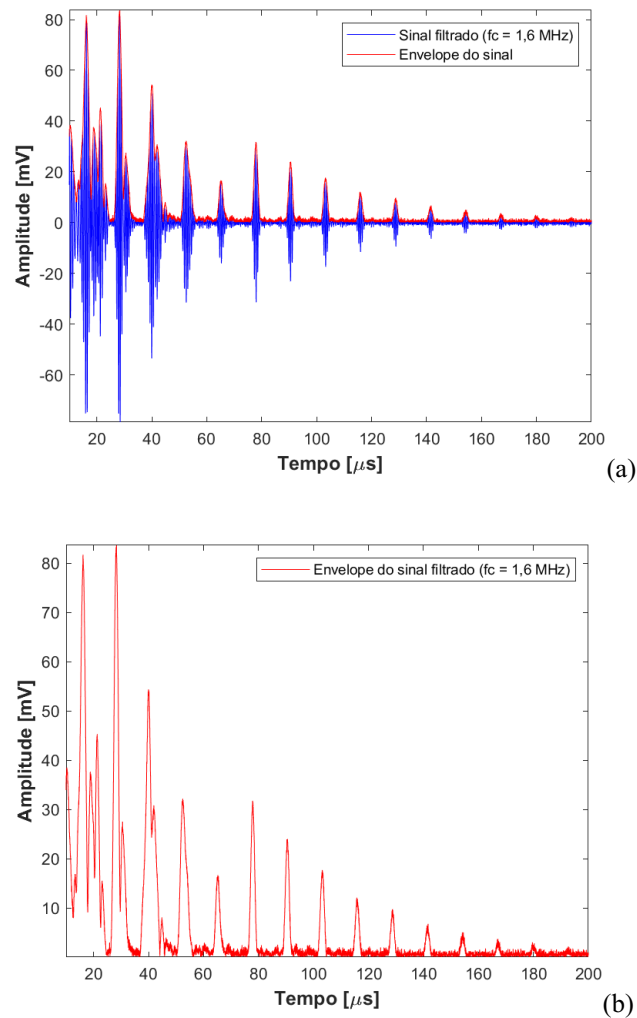 80
60
40
20
0
-20
-40
-60
Amplitude [mV]
Sinal filtrado (fc = 1,6 MHz)
Envelope do sinal
20 40 60 80 100 120 140 160 180 200
Tempo [μs]
(a)
80
70
60
50
40
30
20
10
Amplitude [mV]
Envelope do sinal filtrado (fc = 1,6 MHz)
20 40 60 80 100 120 140 160 180 200
Tempo [μs]
(b)